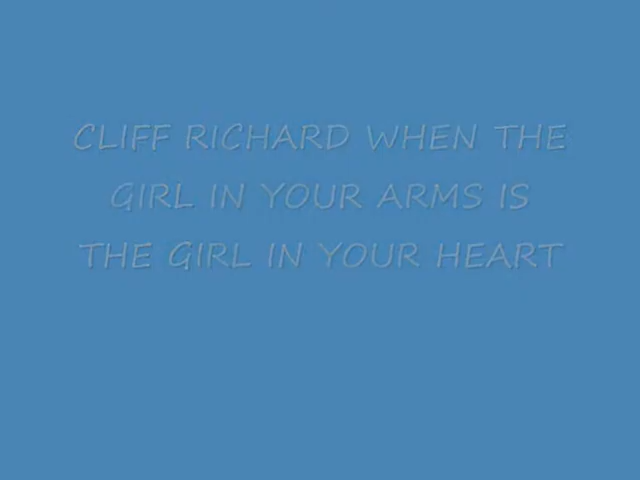 CLIFF RICHARD WHEN THE
GIRL IN YOUR ARMS IS
THE GIRL IN YOUR HEART